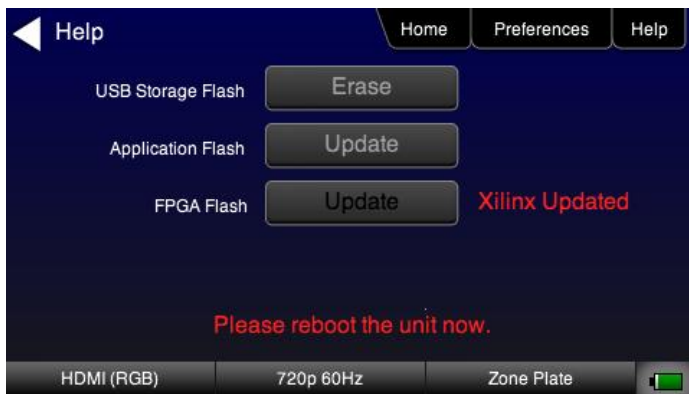 Help
Home Preferences Help
USB Storage Flash Erase
Application Flash Update
FPGA Flash Update Xilinx Updated
Please reboot the unit now.
HDMI (RGB) 720p 60Hz Zone Plate